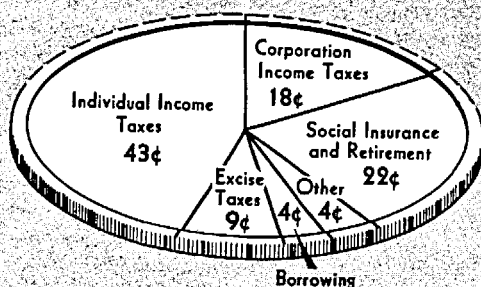 Corporation
Income Taxes
18¢
Individual Income
Taxes
43¢
Social Insurance
and Retirement
22¢
Excise
Taxes
9¢
4¢
Other
4¢
Borrowing